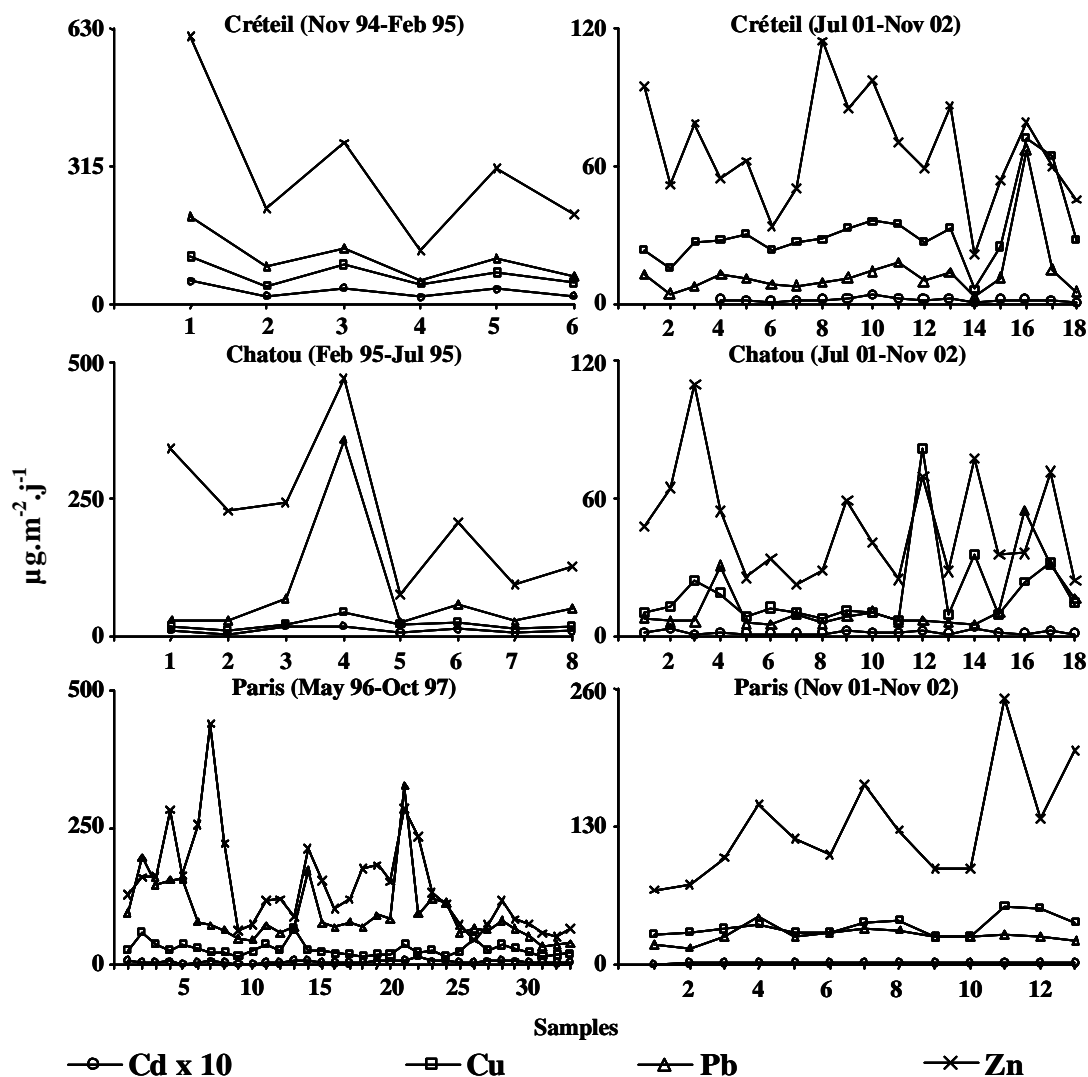 Créteil (Nov 94-Feb 95)
630
315
0
1 2 3 4 5 6
Créteil (Jul 01-Nov 02)
120
60
0
2 4 6 8 10 12 14 16 18
Chatou (Feb 95-Jul 95)
500
250
0
1 2 3 4 5 6 7 8
Chatou (Jul 01-Nov 02)
120
60
0
2 4 6 8 10 12 14 16 18
µg.m⁻².j⁻¹
Paris (May 96-Oct 97)
500
250
0
5 10 15 20 25 30
Paris (Nov 01-Nov 02)
260
130
0
2 4 6 8 10 12
Samples
Cd x 10 Cu Pb Zn